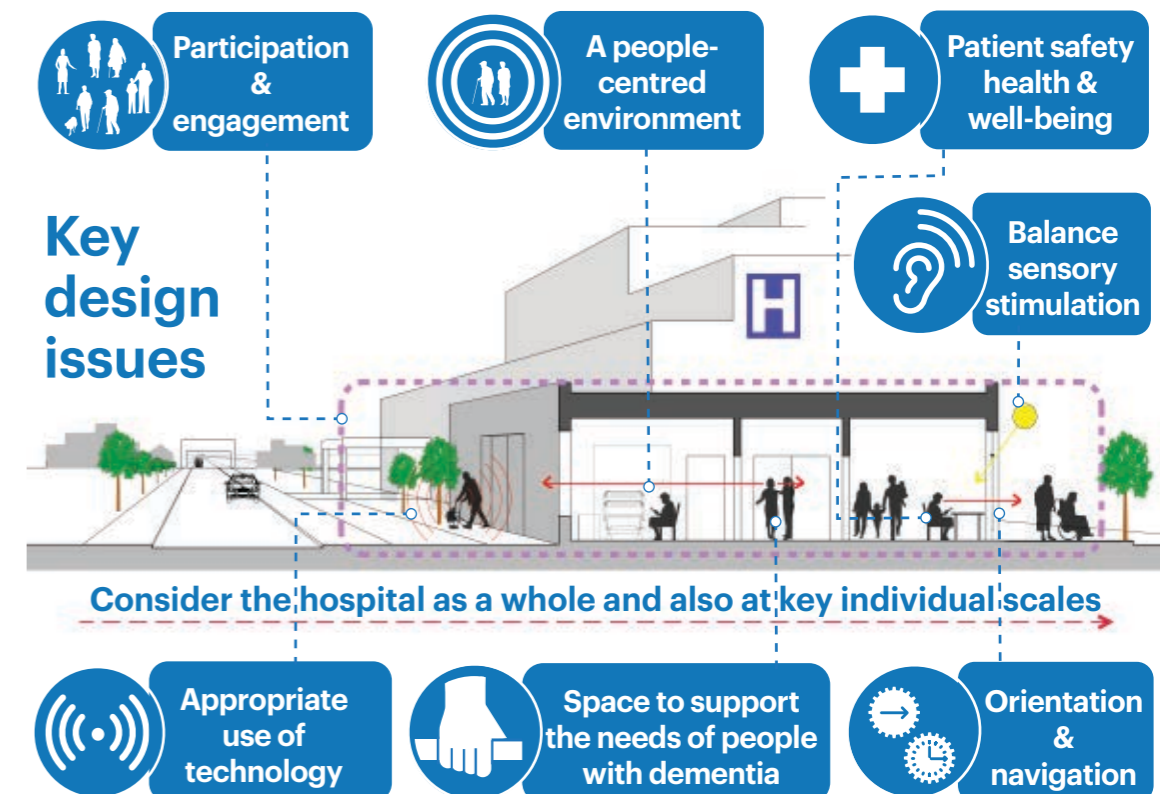 Participation
&
engagement
A people-
centred
environment
Patient safety
health &
well-being
Key
design
issues
Balance
sensory
stimulation
H
Consider the hospital as a whole and also at key individual scales
Appropriate
use of
technology
Space to support
the needs of people
with dementia
Orientation
&
navigation